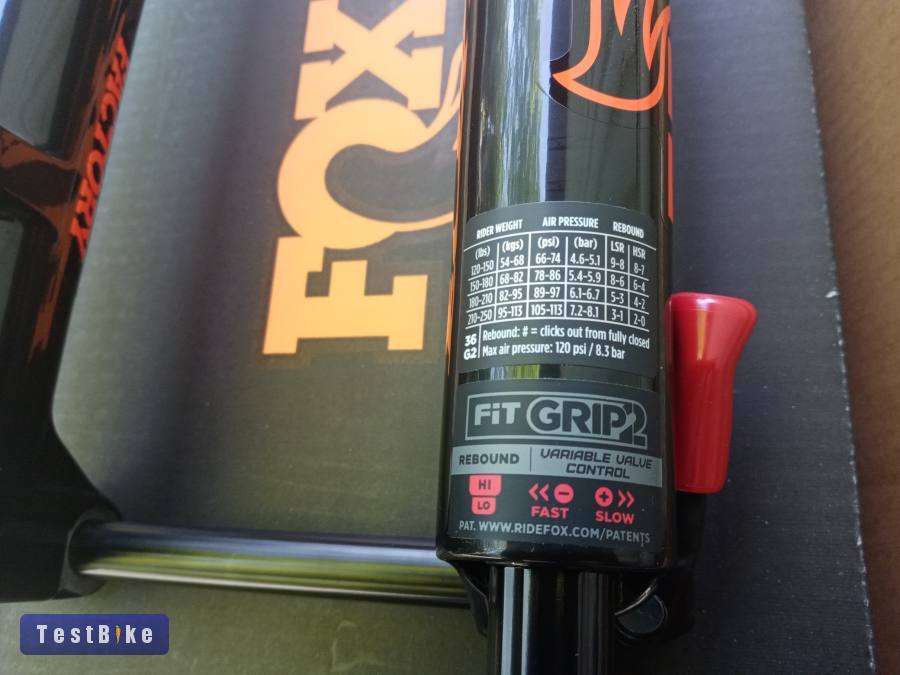 FACTORY
FOX
RIDER WEIGHT AIR PRESSURE REBOUND
(lbs) (kgs) (psi) (bar) LSR HSR
120-150 54-68 66-74 4.6-5.1 9-8 8-7
150-180 68-82 78-86 5.4-5.9 8-6 6-4
180-210 82-95 89-97 6.1-6.7 5-3 4-2
210-250 95-113 105-113 7.2-8.1 3-1 2-0
36 G2 Rebound: # = clicks out from fully closed
Max air pressure: 120 psi / 8.3 bar
FiT GRIP2
REBOUND VARIABLE VALVE CONTROL
HI
LO
FAST SLOW
PAT. WWW.RIDEFOX.COM/PATENTS
TestBike